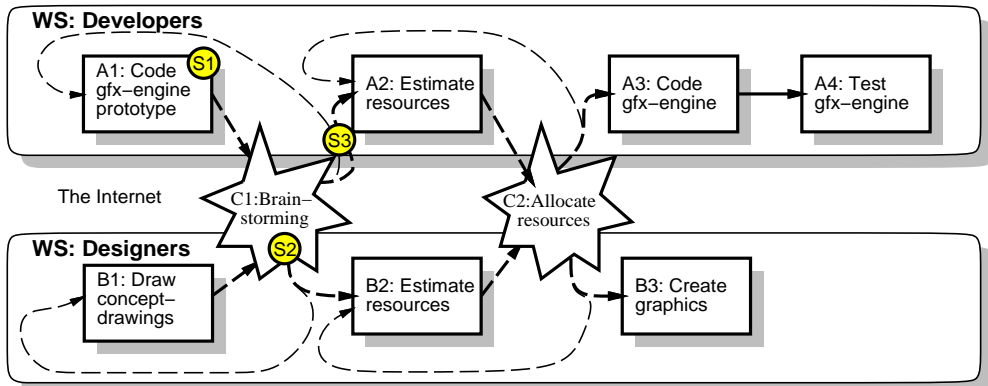 WS: Developers
A1: Code
gfx−engine
prototype
S1
A2: Estimate
resources
A3: Code
gfx−engine
A4: Test
gfx−engine
S3
The Internet
C1:Brain−
storming
C2:Allocate
resources
WS: Designers
S2
B1: Draw
concept−
drawings
B2: Estimate
resources
B3: Create
graphics